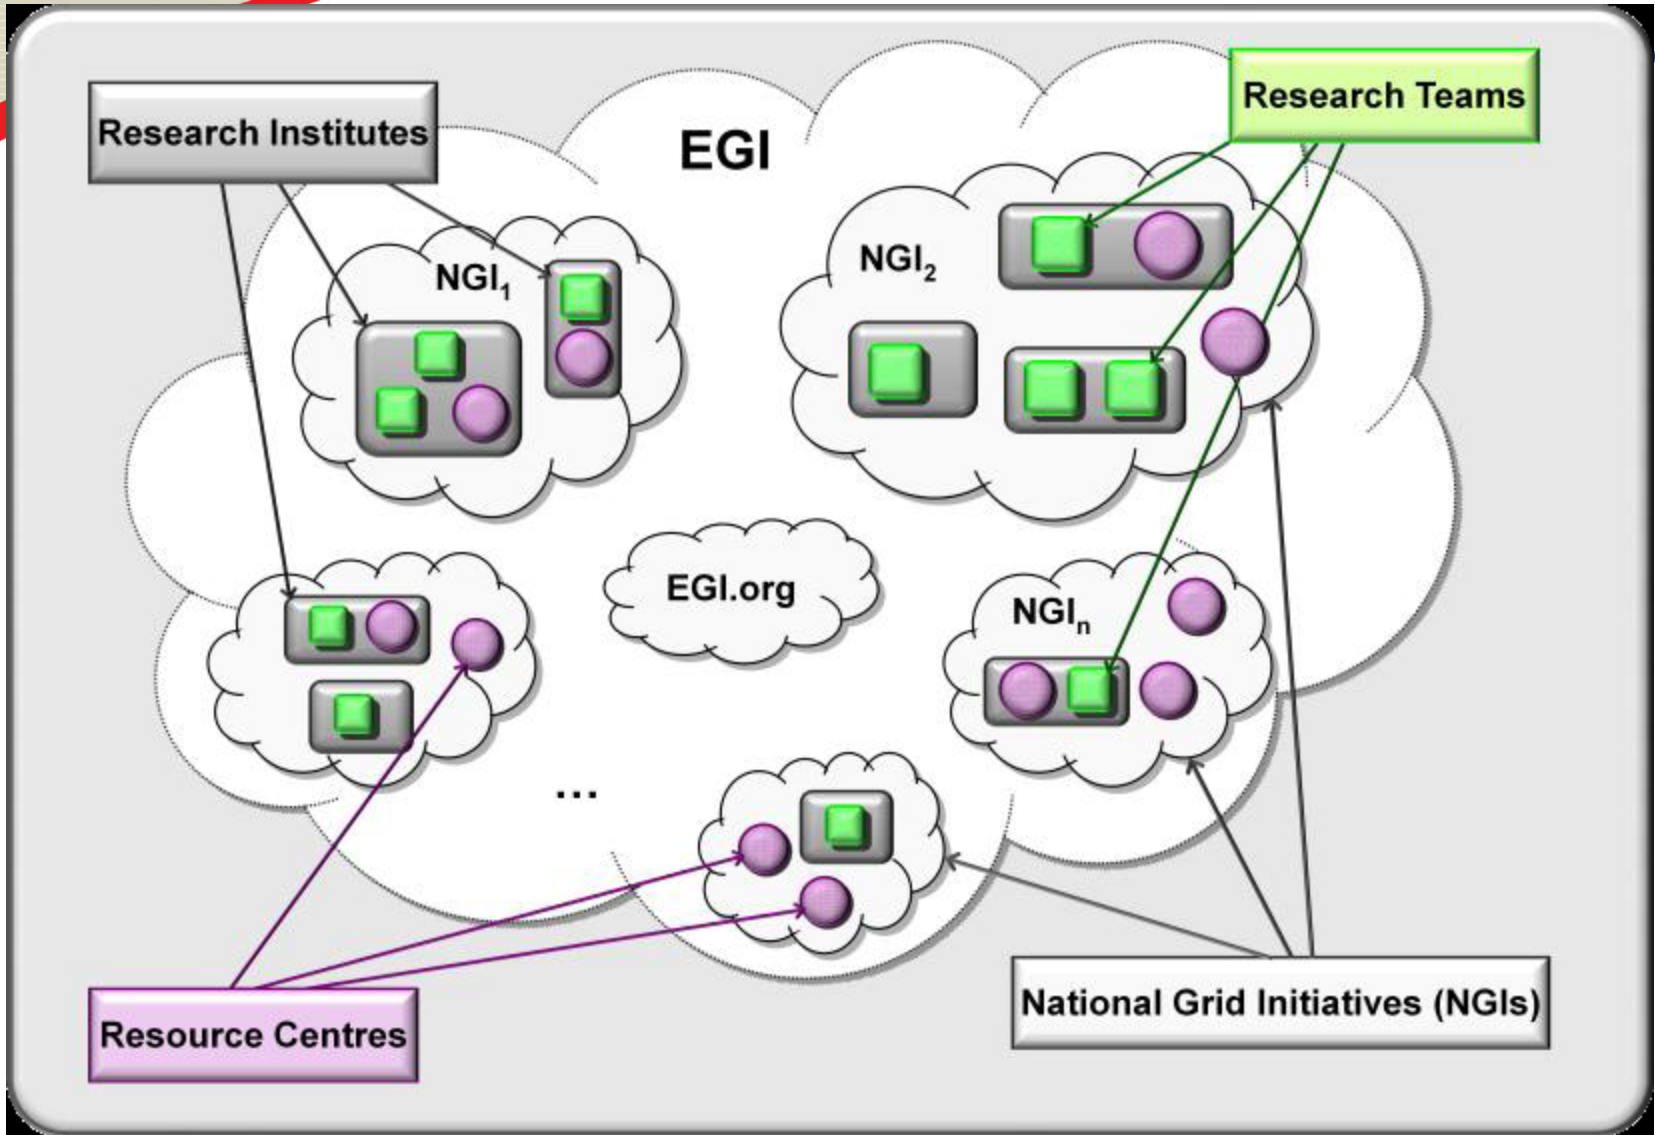 Research Institutes
EGI
Research Teams
NGI₁
NGI₂
EGI.org
NGIₙ
...
Resource Centres
National Grid Initiatives (NGIs)